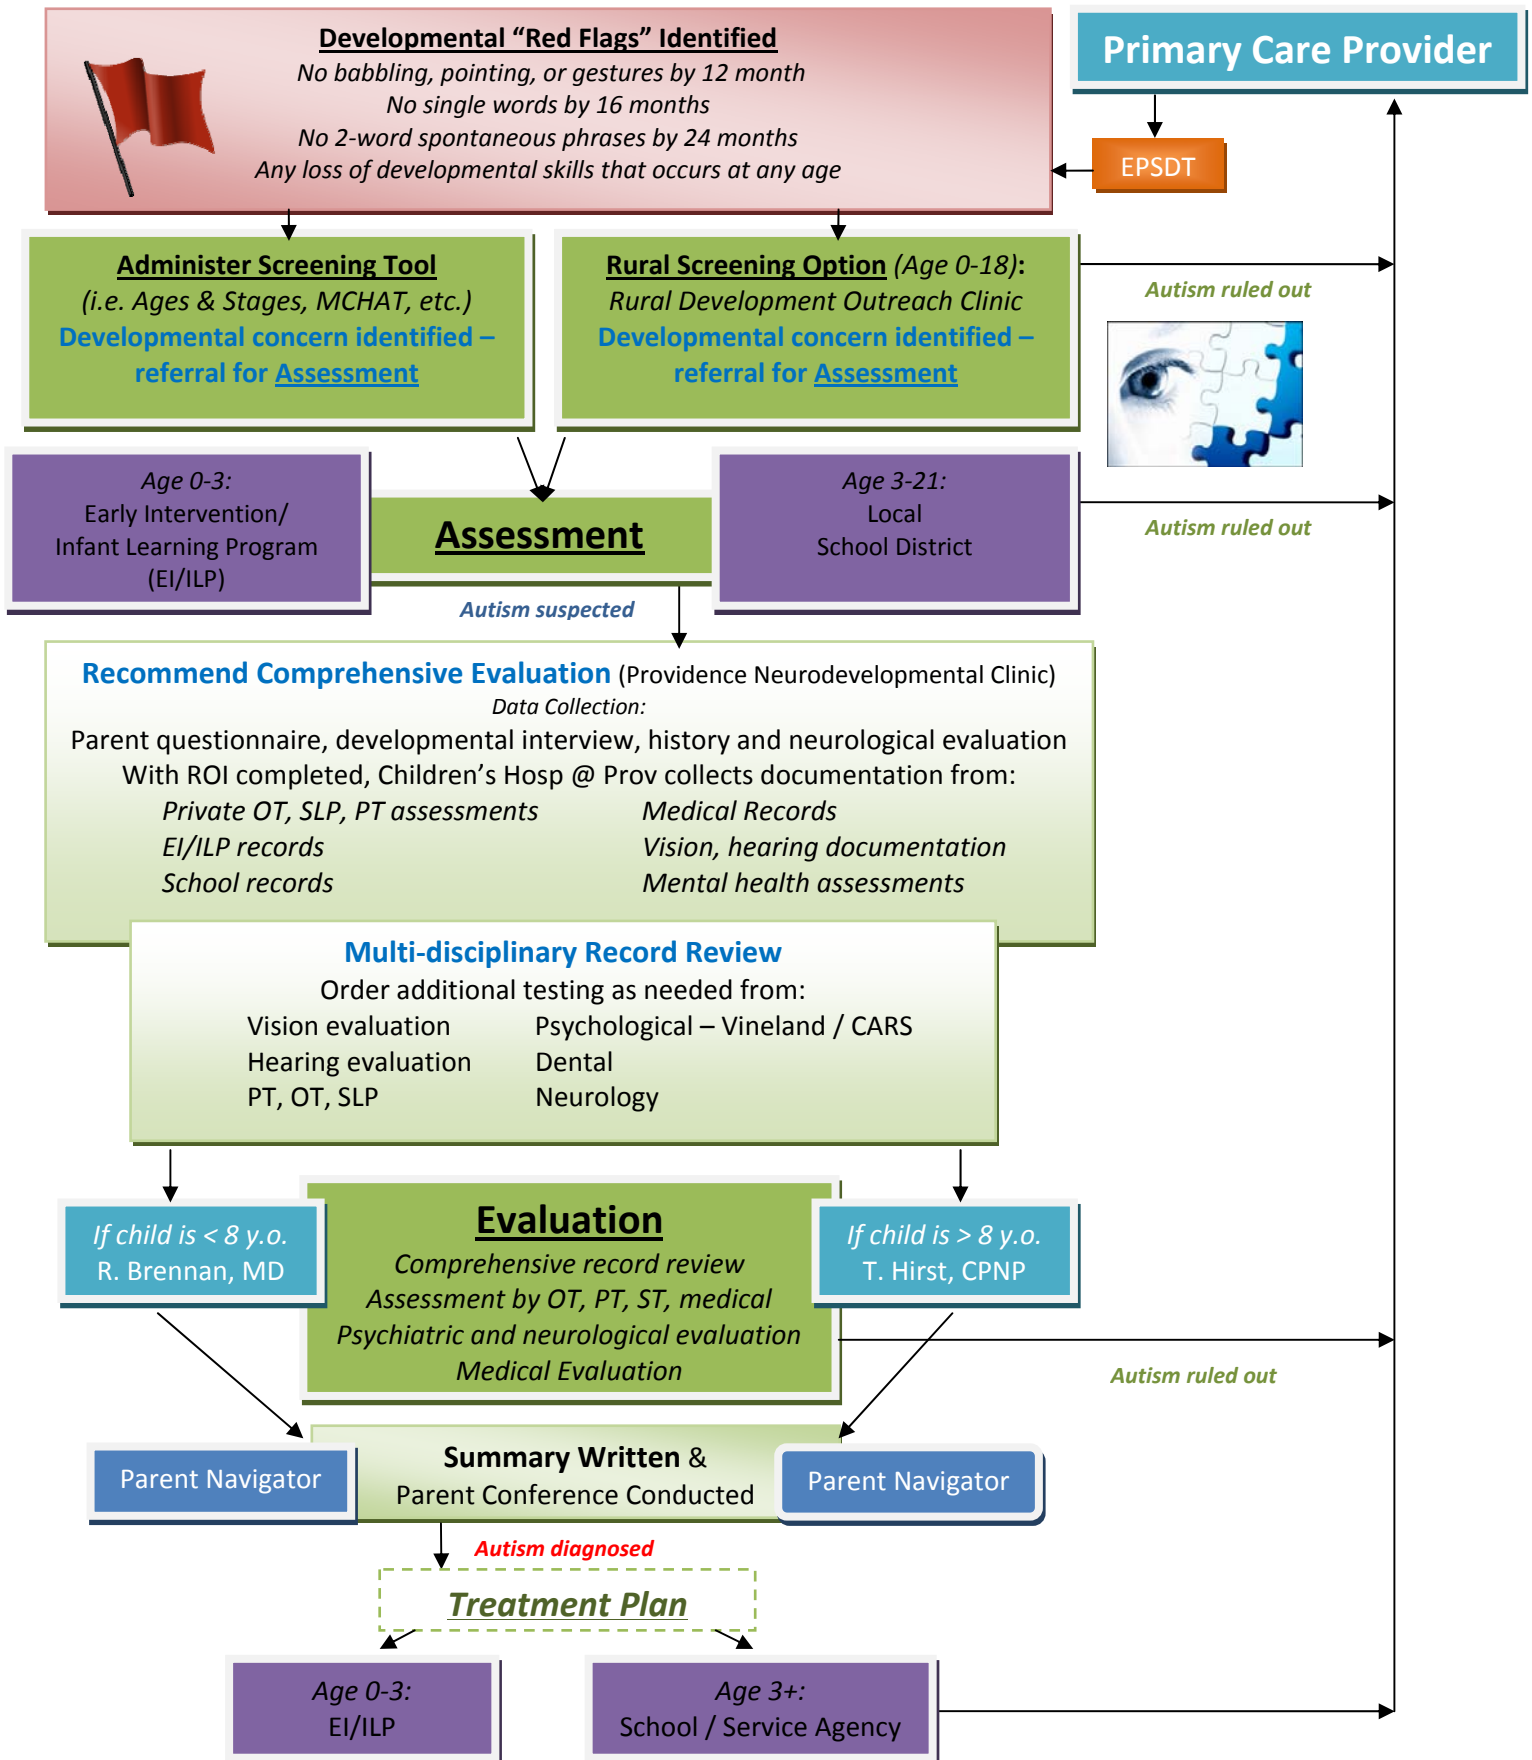 Developmental “Red Flags” Identified
No babbling, pointing, or gestures by 12 month
No single words by 16 months
No 2-word spontaneous phrases by 24 months
Any loss of developmental skills that occurs at any age
Primary Care Provider
EPSDT
Administer Screening Tool
(i.e. Ages & Stages, MCHAT, etc.)
Developmental concern identified –
referral for Assessment
Rural Screening Option (Age 0-18):
Rural Development Outreach Clinic
Developmental concern identified –
referral for Assessment
Autism ruled out
Age 0-3:
Early Intervention/
Infant Learning Program
(EI/ILP)
Assessment
Age 3-21:
Local
School District
Autism ruled out
Autism suspected
Recommend Comprehensive Evaluation (Providence Neurodevelopmental Clinic)
Data Collection:
Parent questionnaire, developmental interview, history and neurological evaluation
With ROI completed, Children’s Hosp @ Prov collects documentation from:
Private OT, SLP, PT assessments Medical Records
EI/ILP records Vision, hearing documentation
School records Mental health assessments
Multi-disciplinary Record Review
Order additional testing as needed from:
Vision evaluation Psychological – Vineland / CARS
Hearing evaluation Dental
PT, OT, SLP Neurology
If child is < 8 y.o.
R. Brennan, MD
Evaluation
Comprehensive record review
Assessment by OT, PT, ST, medical
Psychiatric and neurological evaluation
Medical Evaluation
If child is > 8 y.o.
T. Hirst, CPNP
Autism ruled out
Parent Navigator
Summary Written &
Parent Conference Conducted
Parent Navigator
Autism diagnosed
Treatment Plan
Age 0-3:
EI/ILP
Age 3+:
School / Service Agency